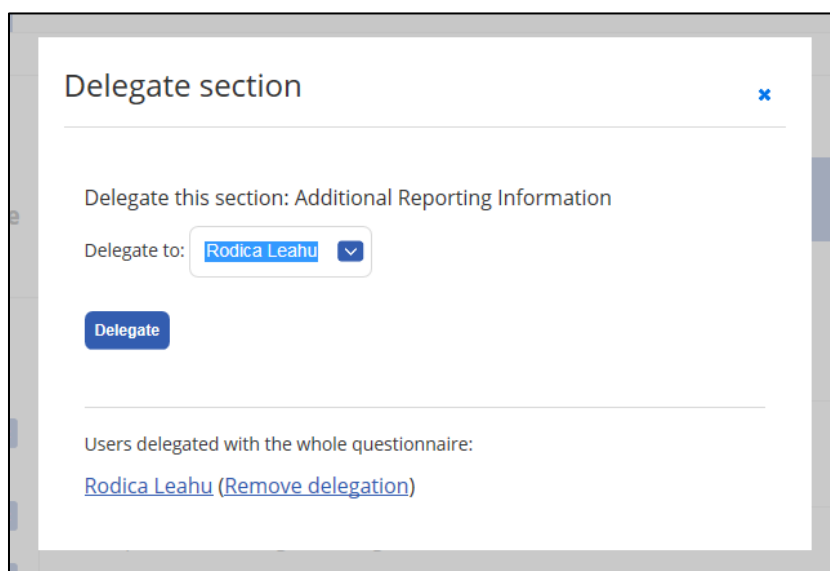 Delegate section
Delegate this section: Additional Reporting Information
Delegate to: Rodica Leahu
Delegate
Users delegated with the whole questionnaire:
Rodica Leahu (Remove delegation)